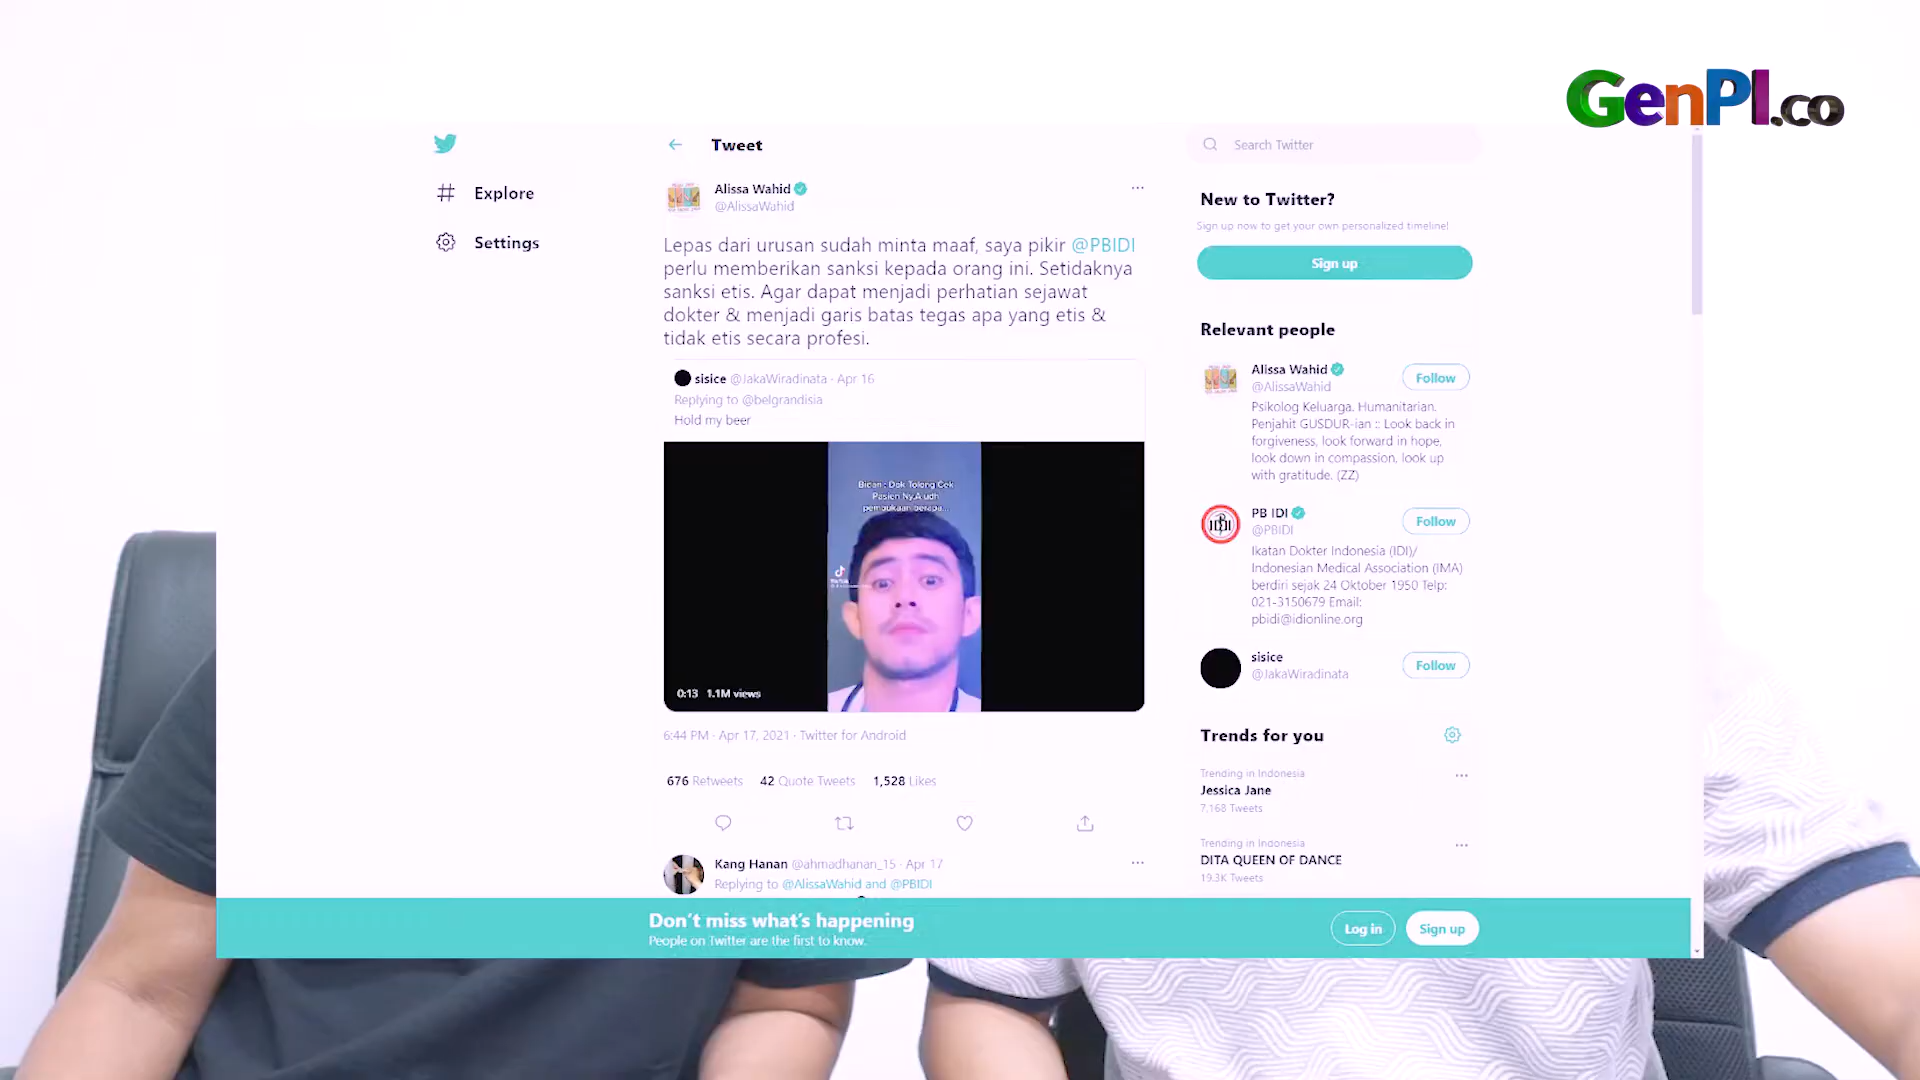 GenPI.co
Tweet
Search Twitter
Explore
Settings
Alissa Wahid
@AlissaWahid
Lepas dari urusan sudah minta maaf, saya pikir @PBIDI
perlu memberikan sanksi kepada orang ini. Setidaknya
sanksi etis. Agar dapat menjadi perhatian sejawat
dokter & menjadi garis batas tegas apa yang etis &
tidak etis secara profesi.
sisice @JakaWiradinata · Apr 16
Replying to @belgrandisia
Hold my beer
Bidan : Dok Tolong Cek
Pasien Ny.A udh
pembukaan berapa...
0:13 1.1M views
6:44 PM · Apr 17, 2021 · Twitter for Android
676 Retweets 42 Quote Tweets 1,528 Likes
Kang Hanan @ahmadhanan_15 · Apr 17
Replying to @AlissaWahid and @PBIDI
New to Twitter?
Sign up now to get your own personalized timeline!
Sign up
Relevant people
Alissa Wahid
@AlissaWahid
Follow
Psikolog Keluarga. Humanitarian.
Penjahit GUSDUR-ian :: Look back in
forgiveness, look forward in hope,
look down in compassion, look up
with gratitude. (ZZ)
PB IDI
@PBIDI
Follow
Ikatan Dokter Indonesia (IDI)/
Indonesian Medical Association (IMA)
berdiri sejak 24 Oktober 1950 Telp:
021-3150679 Email:
pbidi@idionline.org
sisice
@JakaWiradinata
Follow
Trends for you
Trending in Indonesia
Jessica Jane
7,168 Tweets
Trending in Indonesia
DITA QUEEN OF DANCE
19.3K Tweets
Don't miss what's happening
People on Twitter are the first to know.
Log in
Sign up